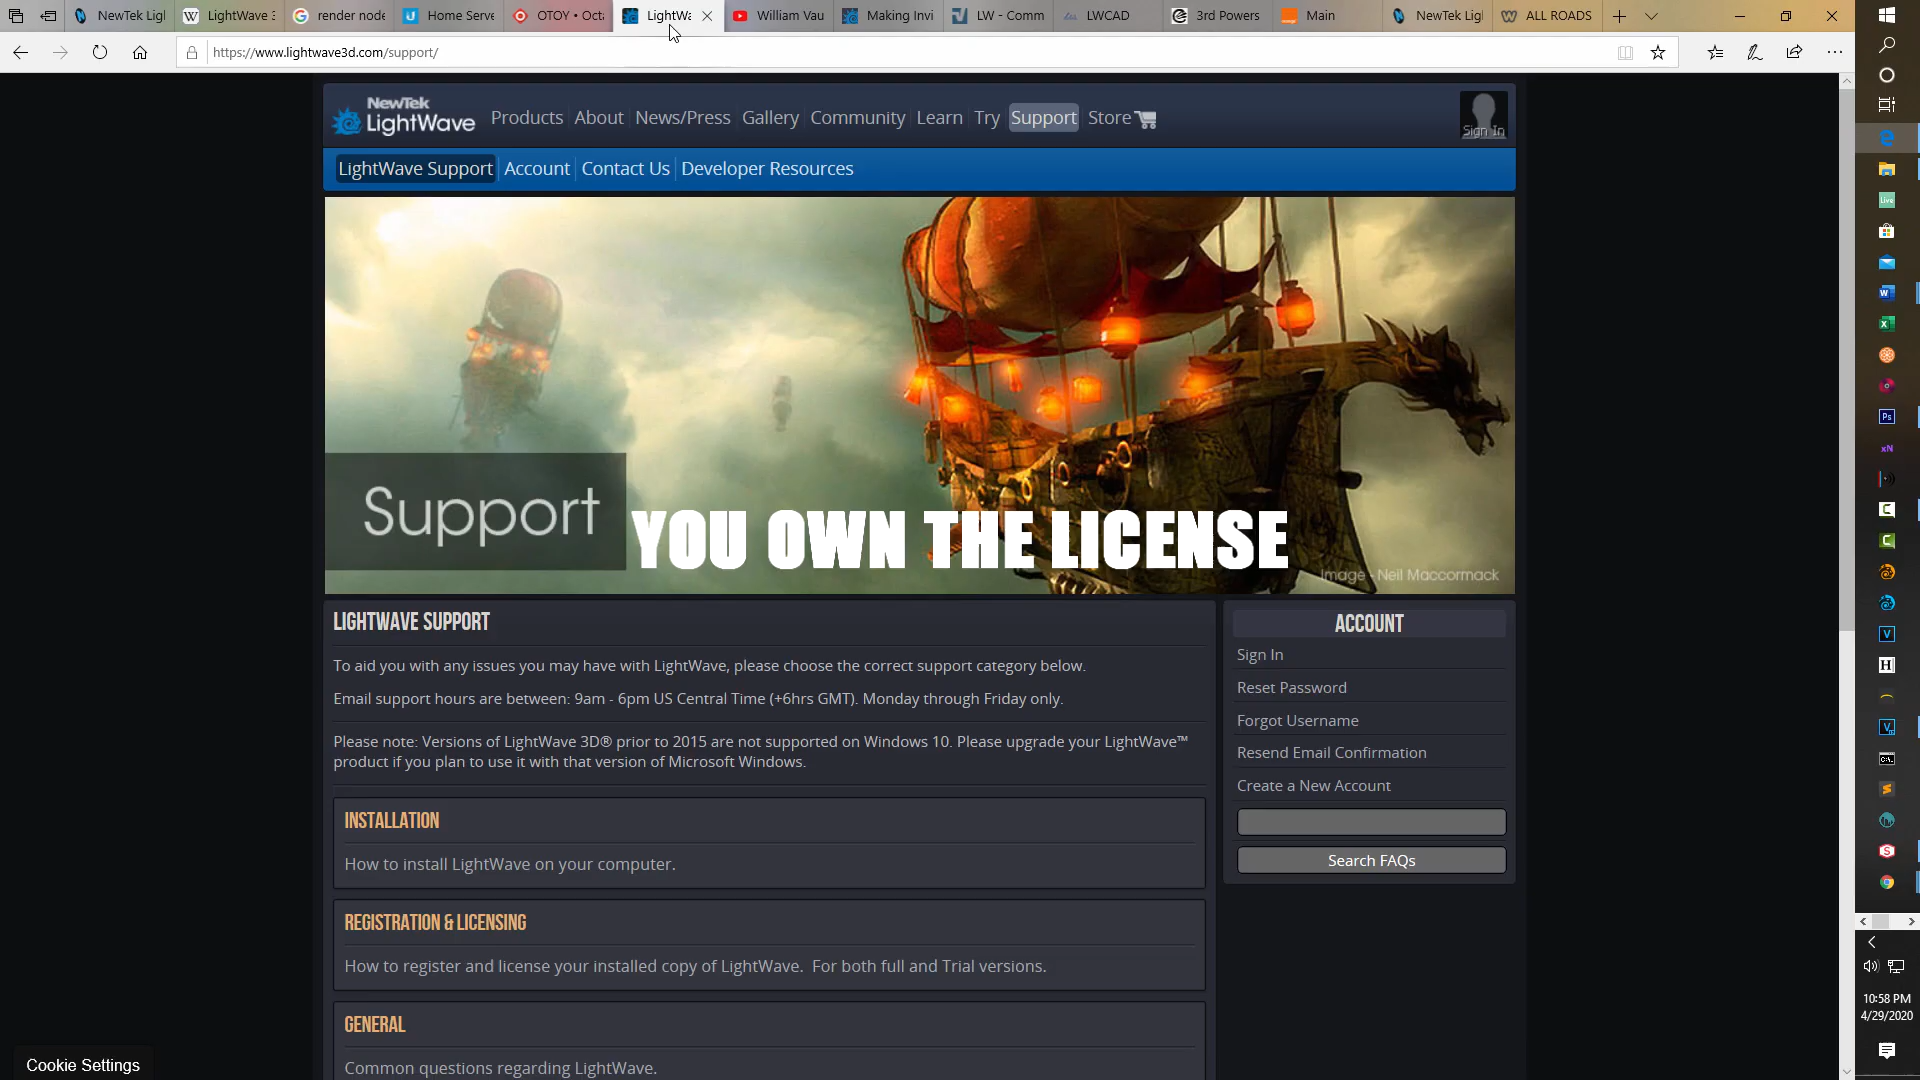 NewTek Ligl
LightWave 3
render node
Home Serve
OTOY • Octa
LightWa
William Vau
Making Invi
LW - Comm
LWCAD
3rd Powers
Main
NewTek Ligl
ALL ROADS
https://www.lightwave3d.com/support/
NewTek
LightWave
Products
About
News/Press
Gallery
Community
Learn
Try
Support
Store
Sign In
LightWave Support
Account
Contact Us
Developer Resources
Support
YOU OWN THE LICENSE
Image - Neil Maccormack
LIGHTWAVE SUPPORT
To aid you with any issues you may have with LightWave, please choose the correct support category below.
Email support hours are between: 9am - 6pm US Central Time (+6hrs GMT). Monday through Friday only.
Please note: Versions of LightWave 3D® prior to 2015 are not supported on Windows 10. Please upgrade your LightWave™
product if you plan to use it with that version of Microsoft Windows.
INSTALLATION
How to install LightWave on your computer.
REGISTRATION & LICENSING
How to register and license your installed copy of LightWave. For both full and Trial versions.
GENERAL
Common questions regarding LightWave.
ACCOUNT
Sign In
Reset Password
Forgot Username
Resend Email Confirmation
Create a New Account
Search FAQs
Cookie Settings
10:58 PM
4/29/2020